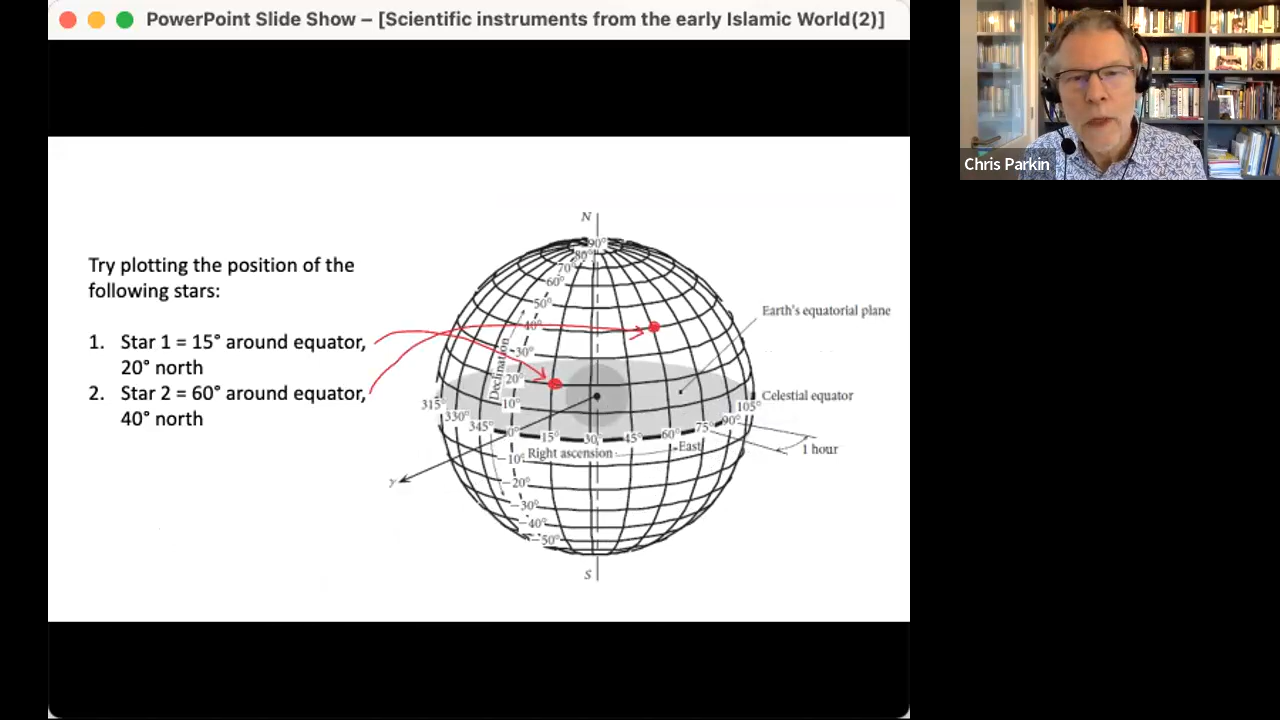 PowerPoint Slide Show – [Scientific instruments from the early Islamic World(2)]
Chris Parkin
Try plotting the position of the
following stars:
1. Star 1 = 15° around equator,
20° north
2. Star 2 = 60° around equator,
40° north
N
90°
80°
70°
60°
50°
40°
30°
20°
10°
Declination
Earth's equatorial plane
Celestial equator
315°
330°
345°
0°
15°
30°
45°
60°
75°
90°
105°
Right ascension
East
1 hour
γ
−10°
−20°
−30°
−40°
−50°
S